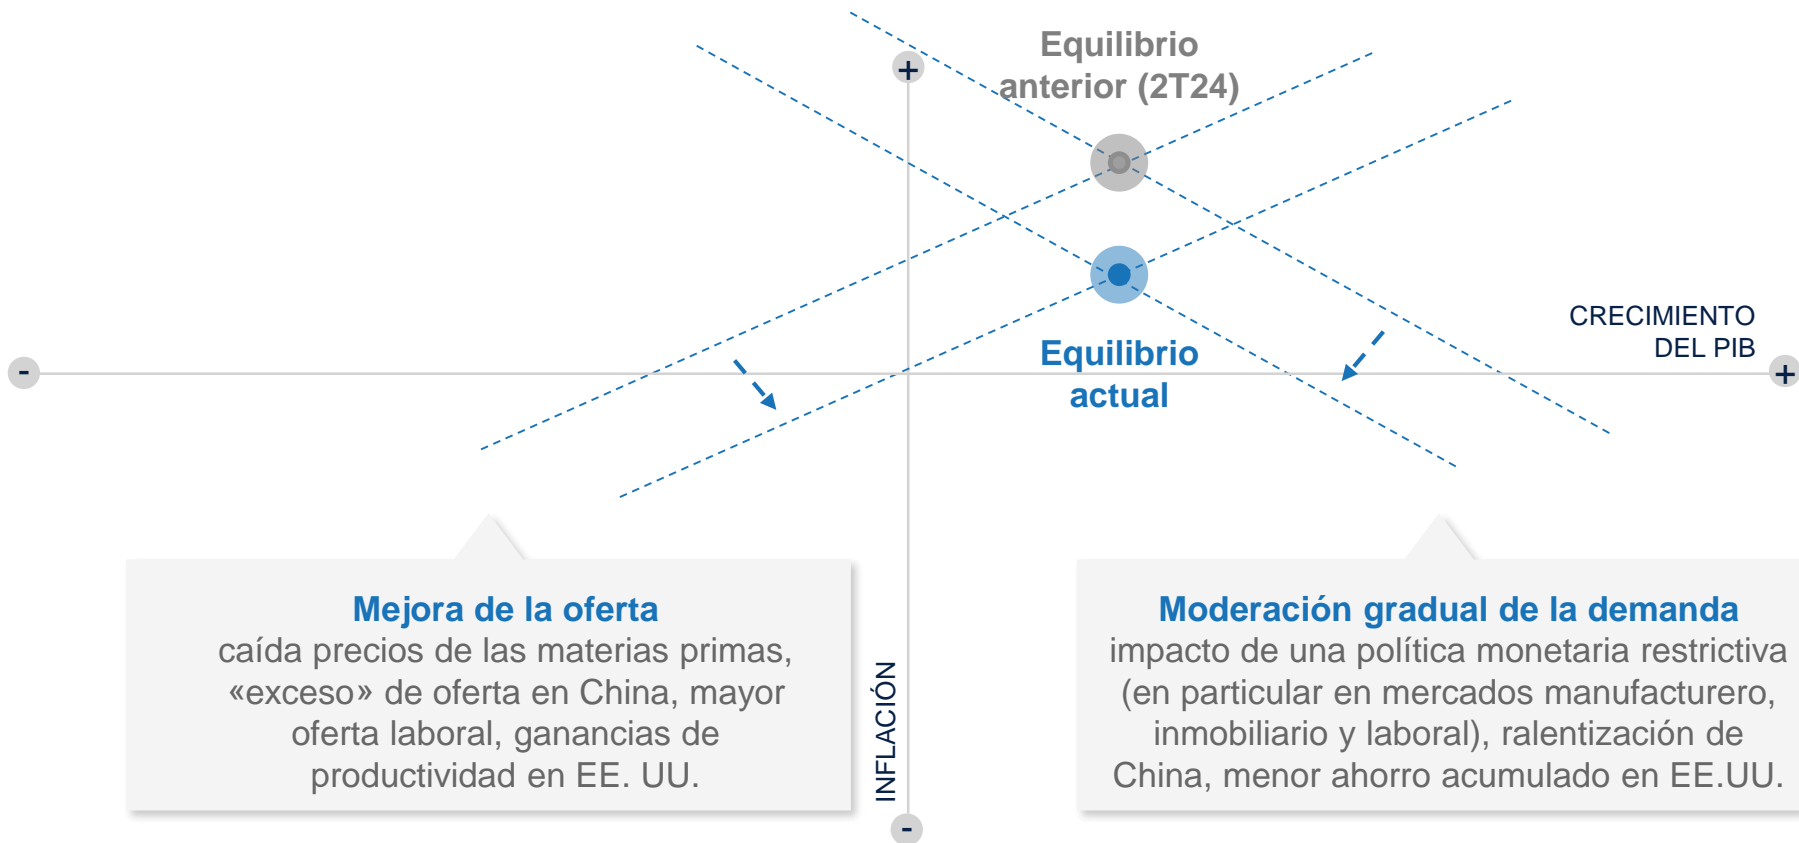 Equilibrio
anterior (2T24)
+
CRECIMIENTO
DEL PIB
-
+
Equilibrio
actual
Mejora de la oferta
caída precios de las materias primas,
«exceso» de oferta en China, mayor
oferta laboral, ganancias de
productividad en EE. UU.
INFLACIÓN
-
Moderación gradual de la demanda
impacto de una política monetaria restrictiva
(en particular en mercados manufacturero,
inmobiliario y laboral), ralentización de
China, menor ahorro acumulado en EE.UU.